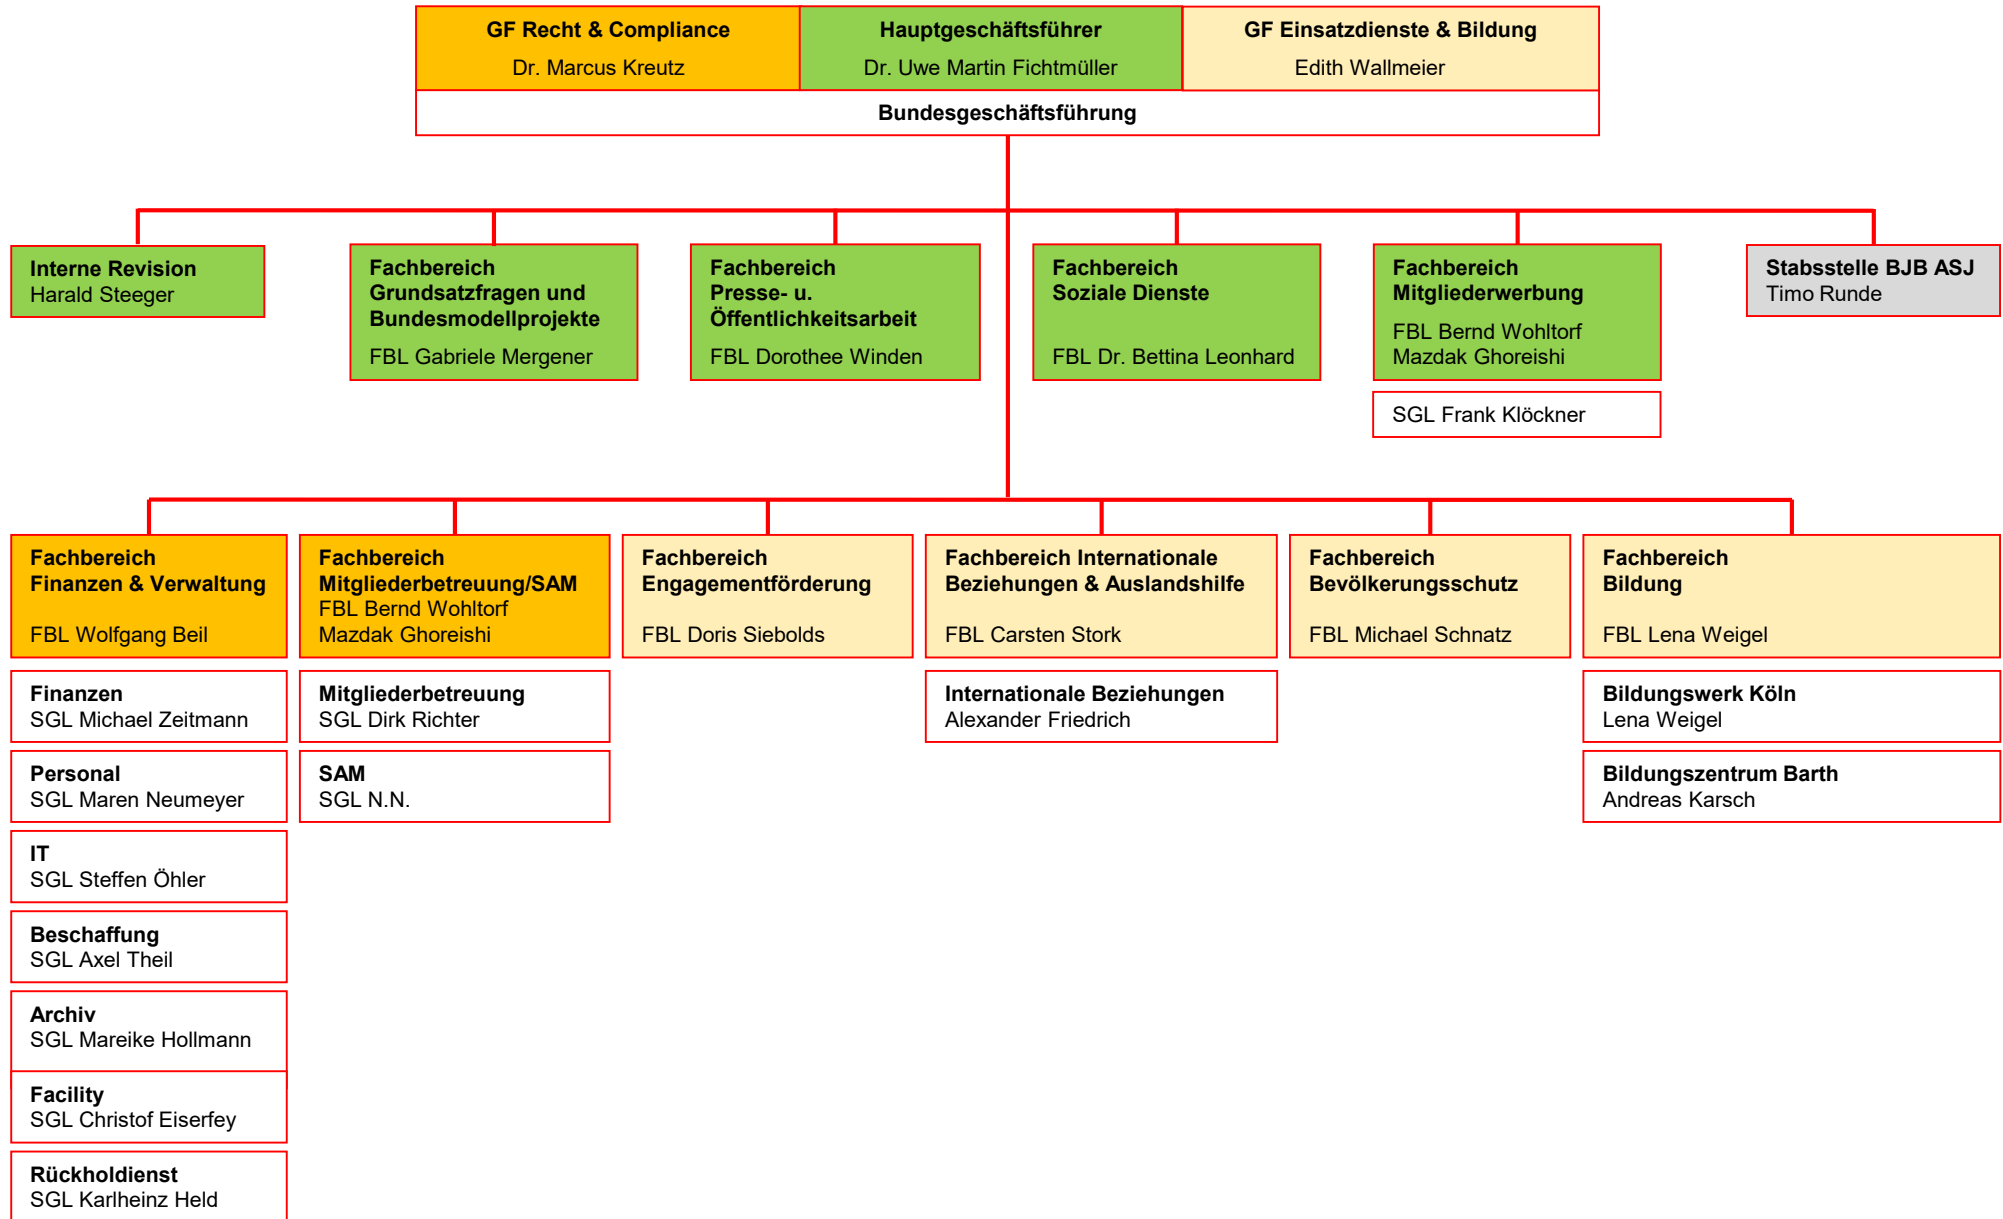 GF Recht & Compliance
Dr. Marcus Kreutz
Hauptgeschäftsführer
Dr. Uwe Martin Fichtmüller
GF Einsatzdienste & Bildung
Edith Wallmeier
Bundesgeschäftsführung
Interne Revision
Harald Steeger
Fachbereich
Grundsatzfragen und
Bundesmodellprojekte
FBL Gabriele Mergener
Fachbereich
Presse- u.
Öffentlichkeitsarbeit
FBL Dorothee Winden
Fachbereich
Soziale Dienste
FBL Dr. Bettina Leonhard
Fachbereich
Mitgliederwerbung
FBL Bernd Wohltorf
Mazdak Ghoreishi
SGL Frank Klöckner
Stabsstelle BJB ASJ
Timo Runde
Fachbereich
Finanzen & Verwaltung
FBL Wolfgang Beil
Finanzen
SGL Michael Zeitmann
Personal
SGL Maren Neumeyer
IT
SGL Steffen Öhler
Beschaffung
SGL Axel Theil
Archiv
SGL Mareike Hollmann
Facility
SGL Christof Eiserfey
Rückholdienst
SGL Karlheinz Held
Fachbereich
Mitgliederbetreuung/SAM
FBL Bernd Wohltorf
Mazdak Ghoreishi
Mitgliederbetreuung
SGL Dirk Richter
SAM
SGL N.N.
Fachbereich
Engagementförderung
FBL Doris Siebolds
Fachbereich Internationale
Beziehungen & Auslandshilfe
FBL Carsten Stork
Internationale Beziehungen
Alexander Friedrich
Fachbereich
Bevölkerungsschutz
FBL Michael Schnatz
Fachbereich
Bildung
FBL Lena Weigel
Bildungswerk Köln
Lena Weigel
Bildungszentrum Barth
Andreas Karsch